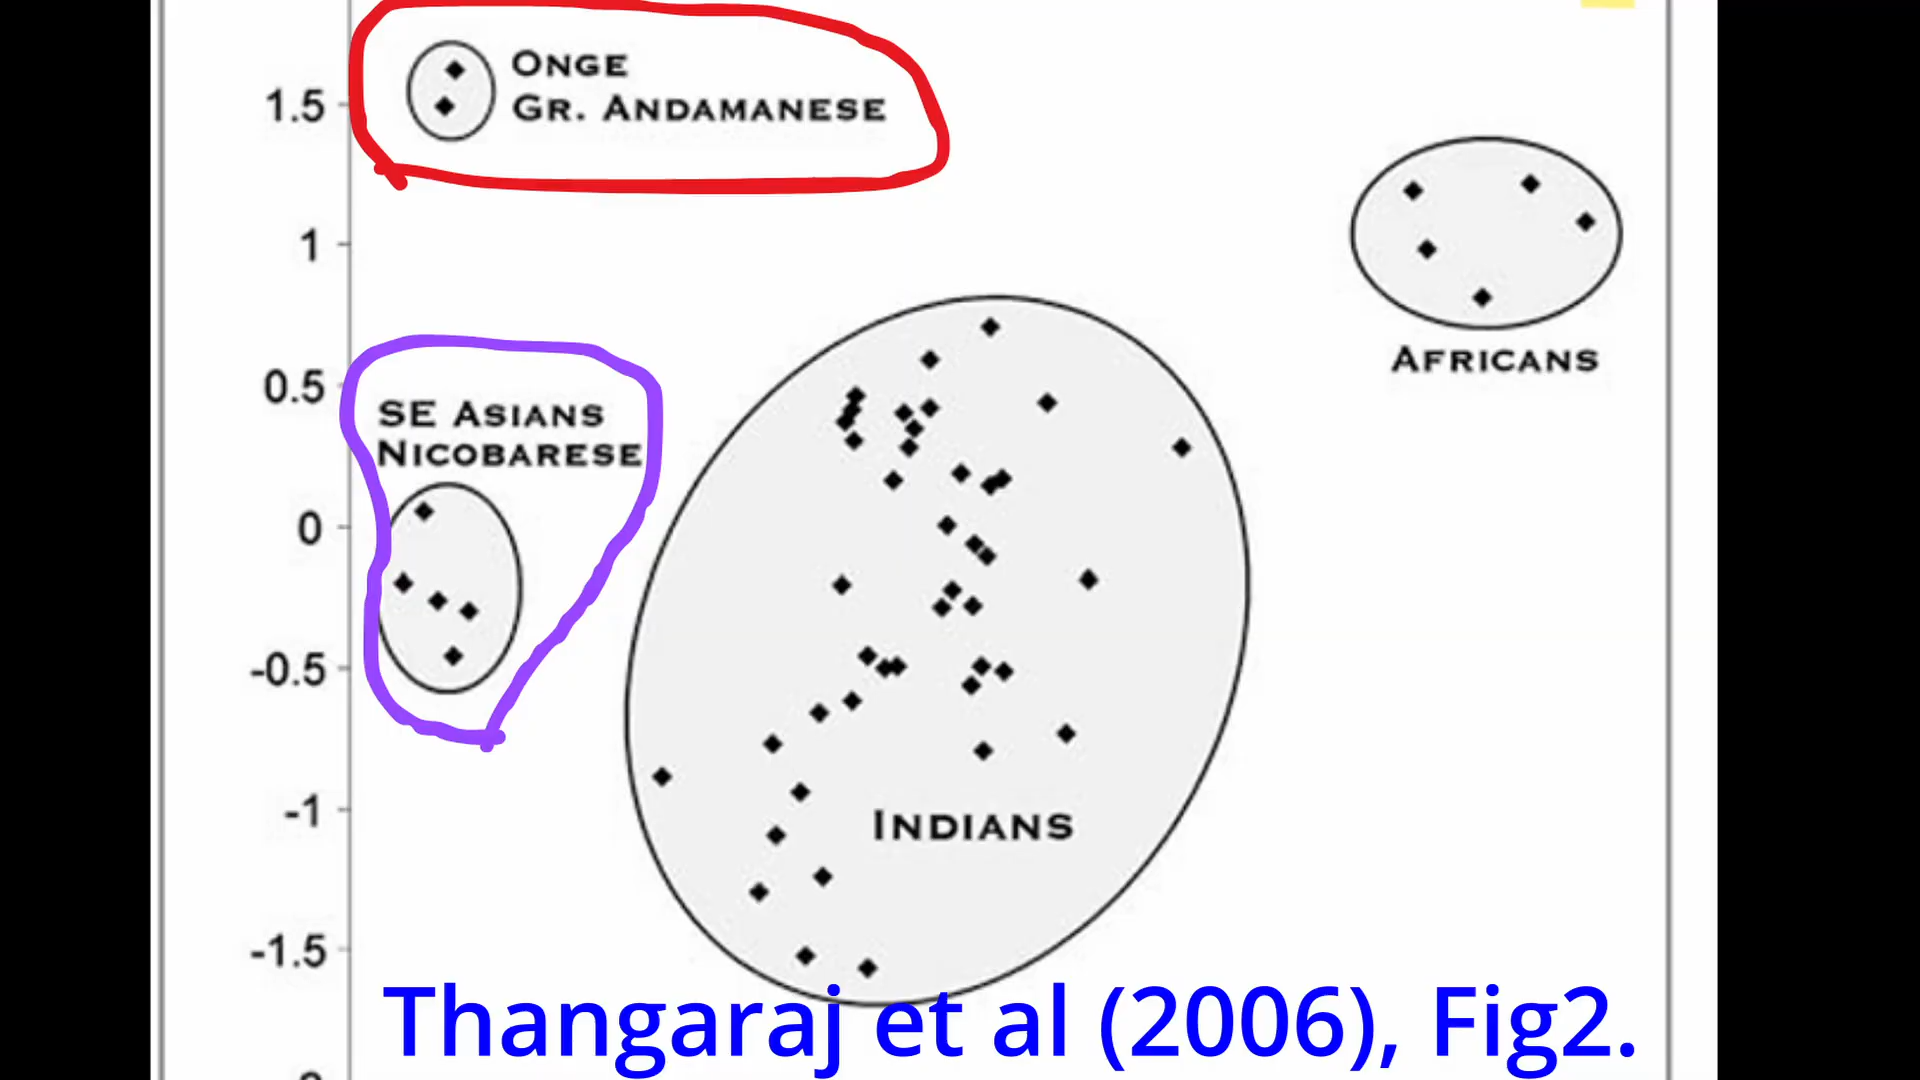 ONGE
GR. ANDAMANESE
1.5
1
AFRICANS
0.5
SE ASIANS
NICOBARESE
0
-0.5
-1
INDIANS
-1.5
Thangaraj et al (2006), Fig2.